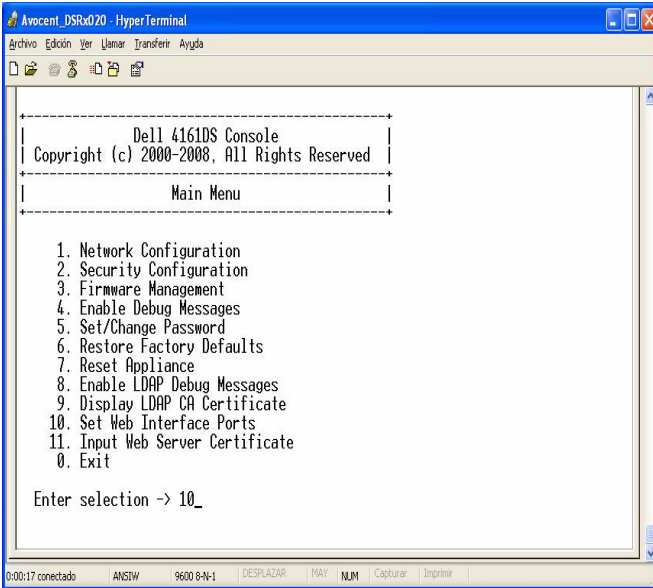 Avocent_DSRx020 - HyperTerminal
Archivo Edición Ver Llamar Transferir Ayuda
Dell 4161DS Console
Copyright (c) 2000-2008, All Rights Reserved
Main Menu
1. Network Configuration
2. Security Configuration
3. Firmware Management
4. Enable Debug Messages
5. Set/Change Password
6. Restore Factory Defaults
7. Reset Appliance
8. Enable LDAP Debug Messages
9. Display LDAP CA Certificate
10. Set Web Interface Ports
11. Input Web Server Certificate
0. Exit
Enter selection -> 10_
0:00:17 conectado ANSIW 9600 8-N-1 DESPLAZAR MAY NUM Capturar Imprimir